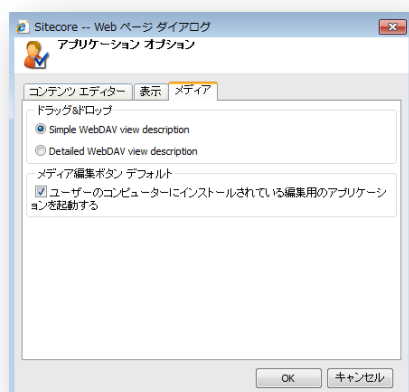 Sitecore -- Web ページ ダイアログ
アプリケーション オプション
コンテンツ エディター 表示 メディア
ドラッグ&ドロップ
Simple WebDAV view description
Detailed WebDAV view description
メディア編集ボタン デフォルト
ユーザーのコンピューターにインストールされている編集用のアプリケーシ
ョンを起動する
OK キャンセル